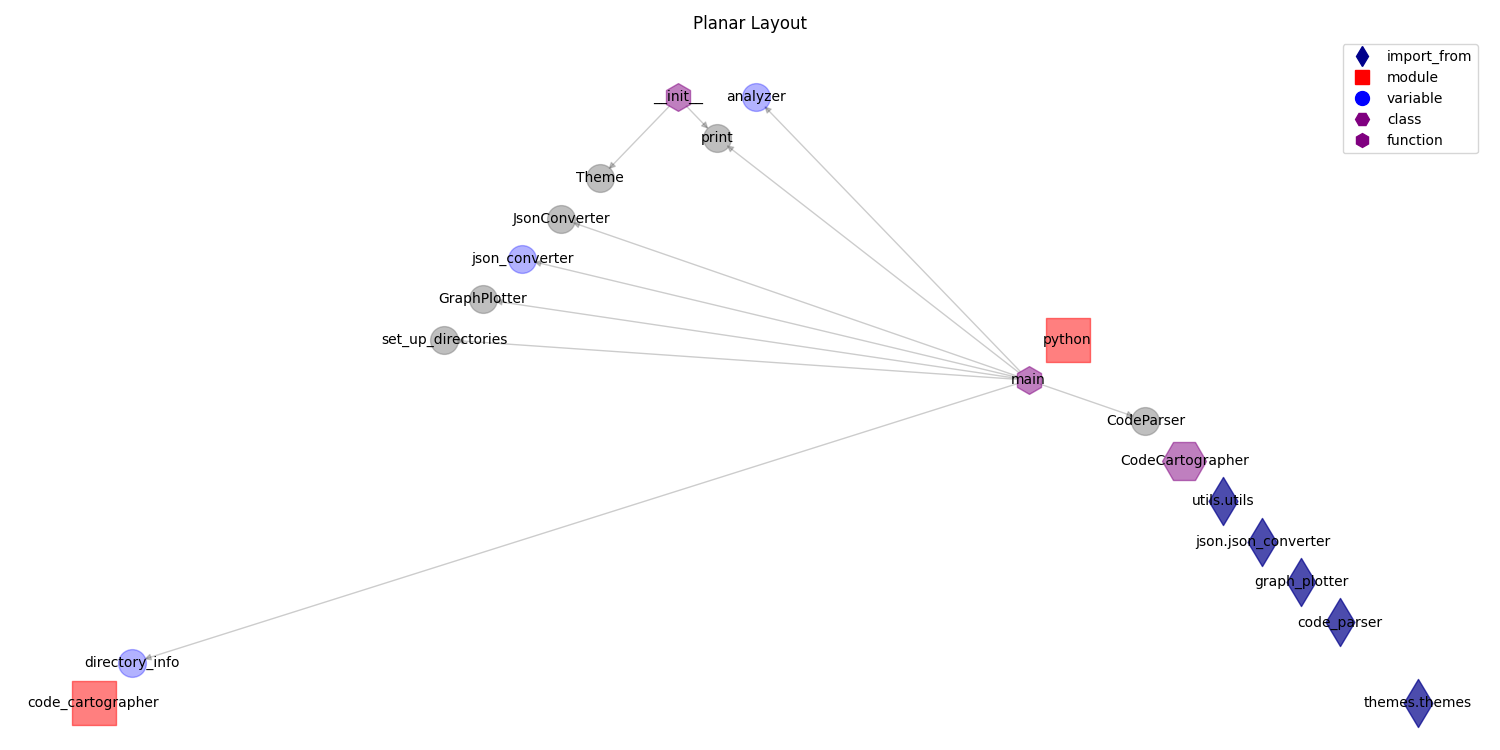 Planar Layout
import_from
module
variable
class
function
__init__
analyzer
print
Theme
JsonConverter
json_converter
GraphPlotter
set_up_directories
python
main
CodeParser
CodeCartographer
utils.utils
json.json_converter
graph_plotter
code_parser
directory_info
code_cartographer
themes.themes